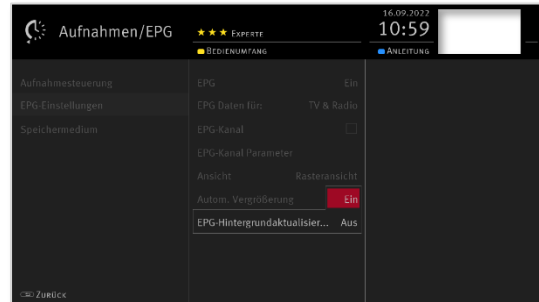 Aufnahmen/EPG
★★★ EXPERTE
BEDIENUMFANG
16.09.2022
10:59
ANLEITUNG
Aufnahmesteuerung
EPG-Einstellungen
Speichermedium
EPG Ein
EPG Daten für: TV & Radio
EPG-Kanal
EPG-Kanal Parameter
Ansicht Rasteransicht
Autom. Vergrößerung Ein
EPG-Hintergrundaktualisier... Aus
ZURÜCK